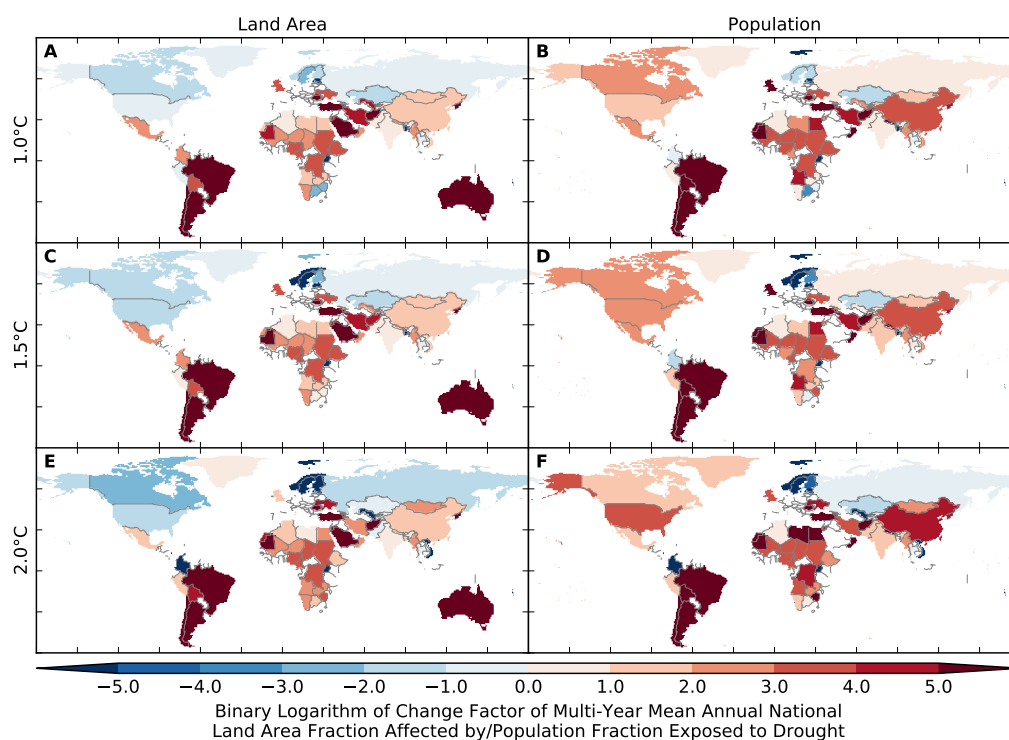 Land Area
Population
A
B
1.0°C
C
D
1.5°C
E
F
2.0°C
−5.0 −4.0 −3.0 −2.0 −1.0 0.0 1.0 2.0 3.0 4.0 5.0
Binary Logarithm of Change Factor of Multi-Year Mean Annual National
Land Area Fraction Affected by/Population Fraction Exposed to Drought